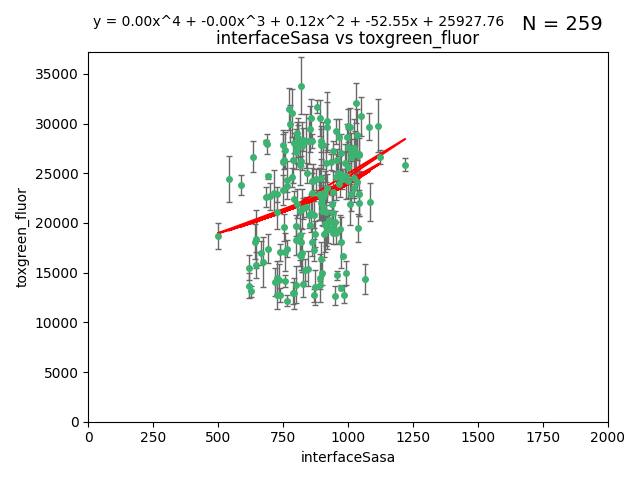 y = 0.00x^4 + -0.00x^3 + 0.12x^2 + -52.55x + 25927.76 N = 259
interfaceSasa vs toxgreen_fluor
35000
30000
25000
20000
15000
10000
5000
0
toxgreen_fluor
0 250 500 750 1000 1250 1500 1750 2000
interfaceSasa